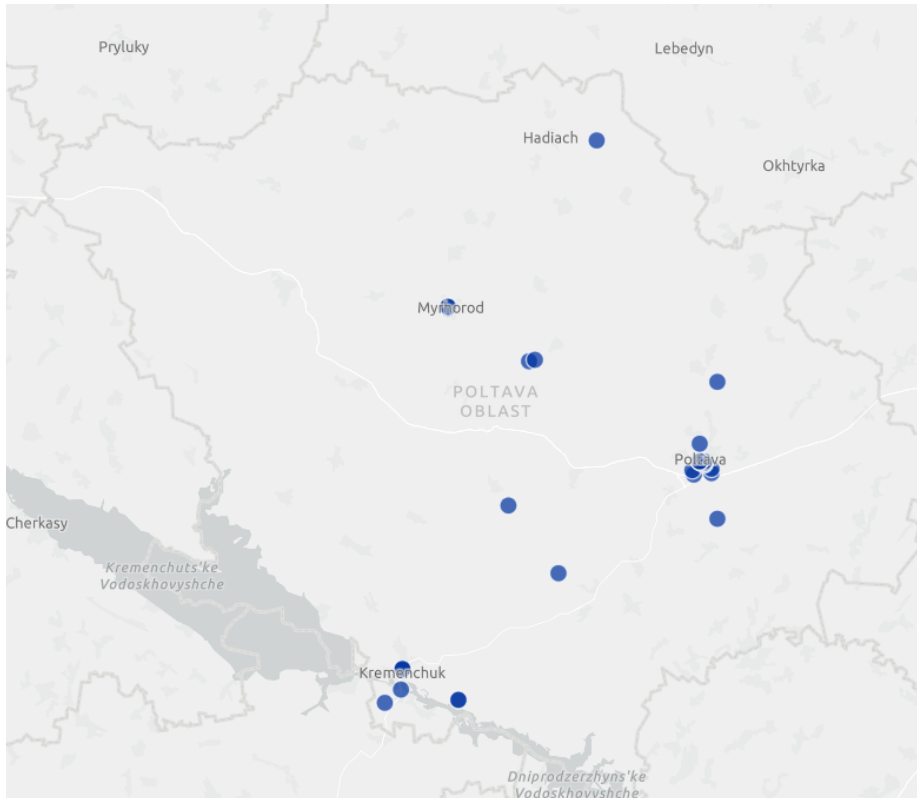 Pryluky
Lebedyn
Hadiach
Okhtyrka
Myrhorod
POLTAVA
OBLAST
Poltava
Cherkasy
Kremenchuts'ke
Vodoskhovyshche
Kremenchuk
Dniprodzerzhyns'ke
Vodoskhovyshche